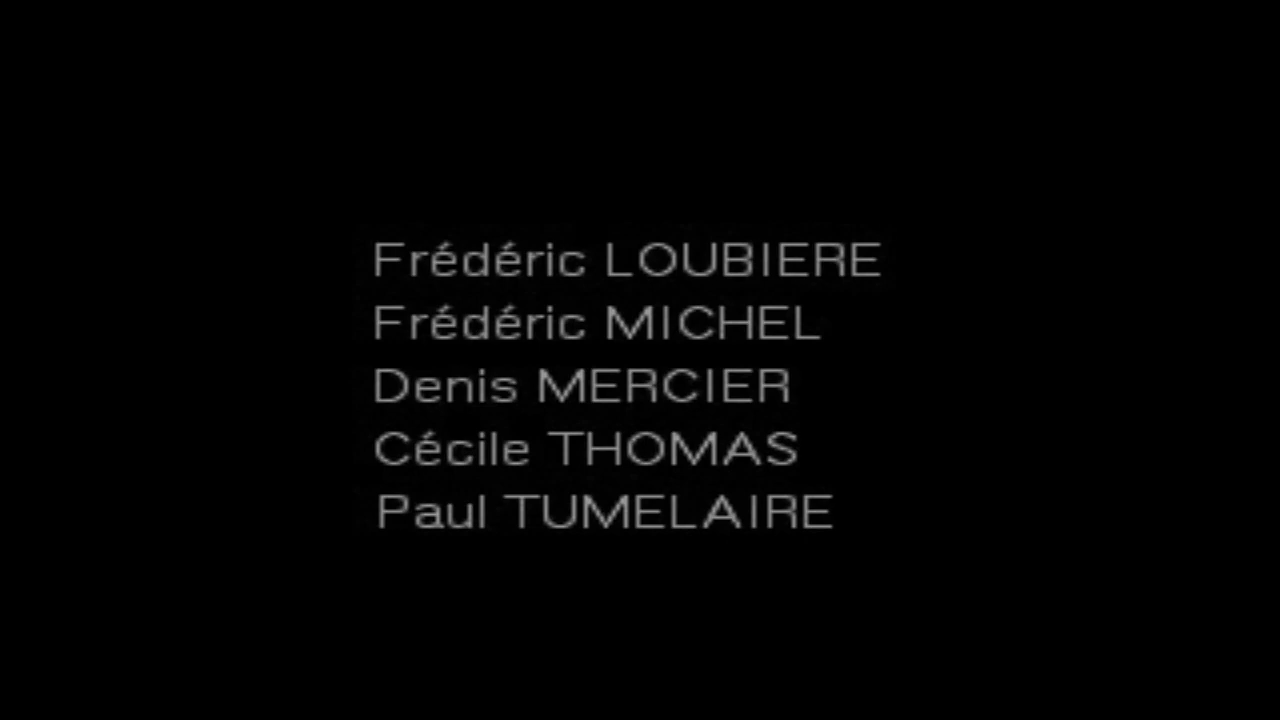 Frédéric LOUBIERE
Frédéric MICHEL
Denis MERCIER
Cécile THOMAS
Paul TUMELAIRE